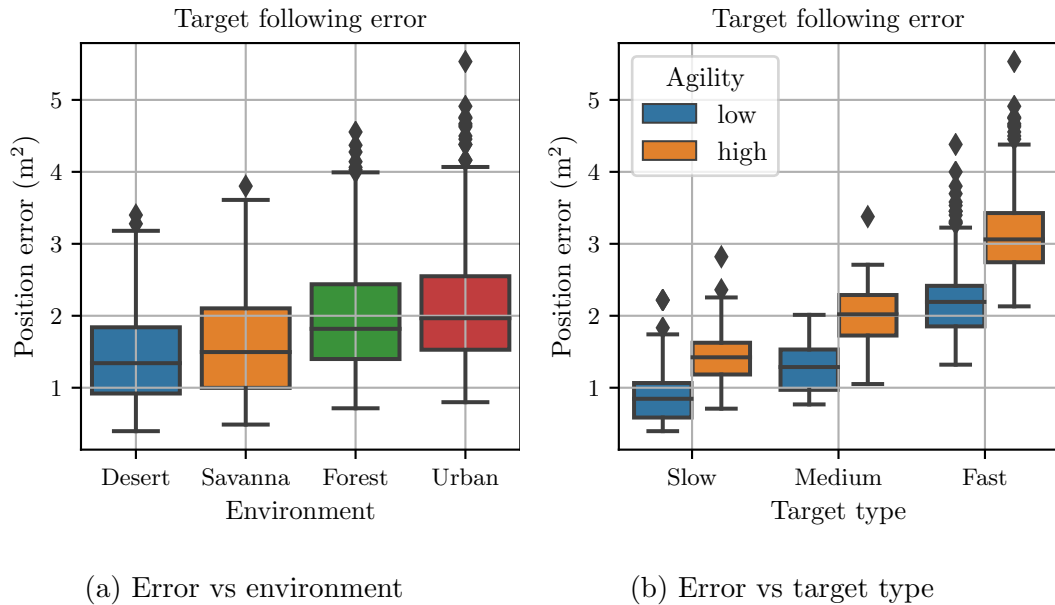 Target following error
Position error (m²)
5
4
3
2
1
Desert Savanna Forest Urban
Environment
(a) Error vs environment
Target following error
Position error (m²)
5
4
3
2
1
Agility
low
high
Slow Medium Fast
Target type
(b) Error vs target type